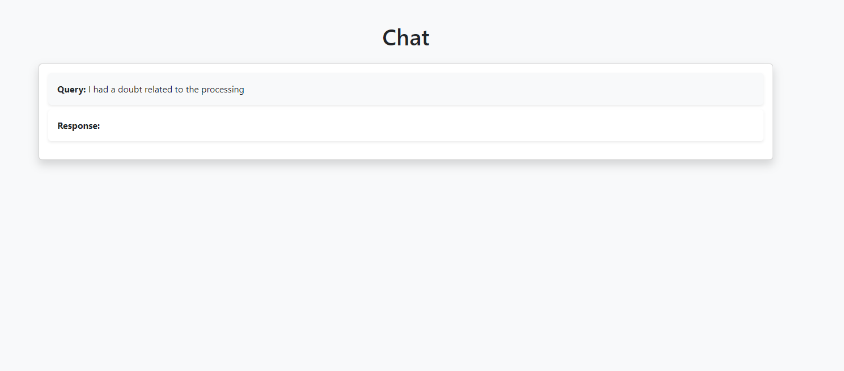 Chat
Query: I had a doubt related to the processing
Response: